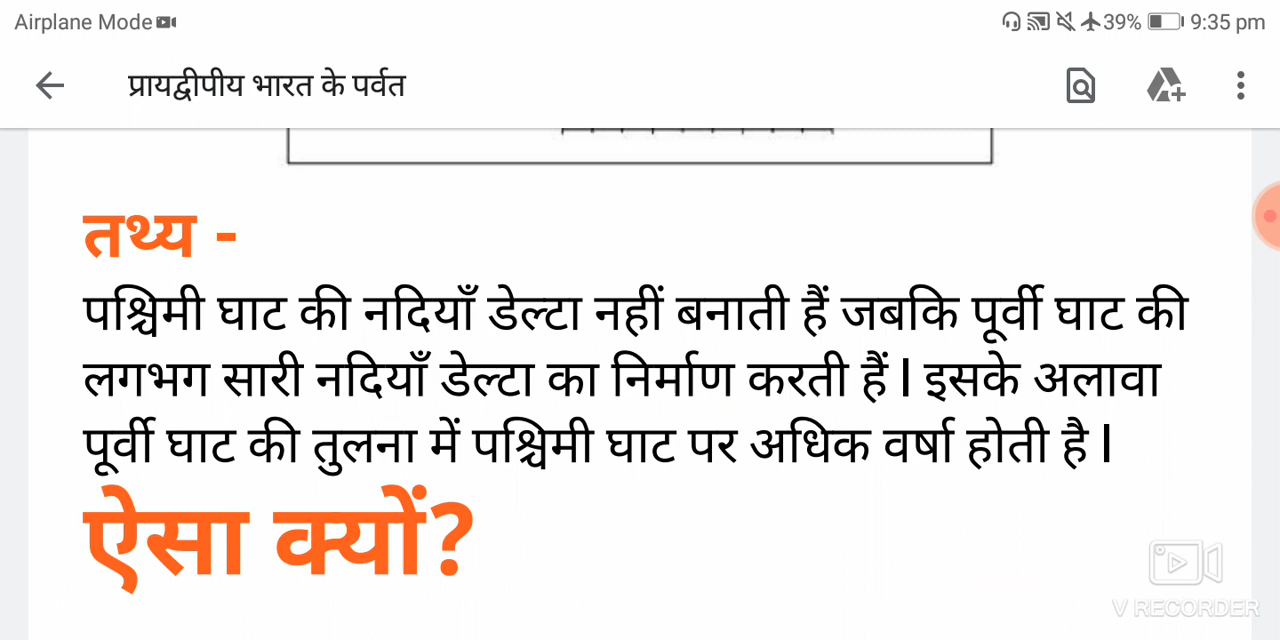 Airplane Mode 39% 9:35 pm
प्रायद्वीपीय भारत के पर्वत
तथ्य -
पश्चिमी घाट की नदियाँ डेल्टा नहीं बनाती हैं जबकि पूर्वी घाट की
लगभग सारी नदियाँ डेल्टा का निर्माण करती हैं l इसके अलावा
पूर्वी घाट की तुलना में पश्चिमी घाट पर अधिक वर्षा होती है l
ऐसा क्यों?
V RECORDER